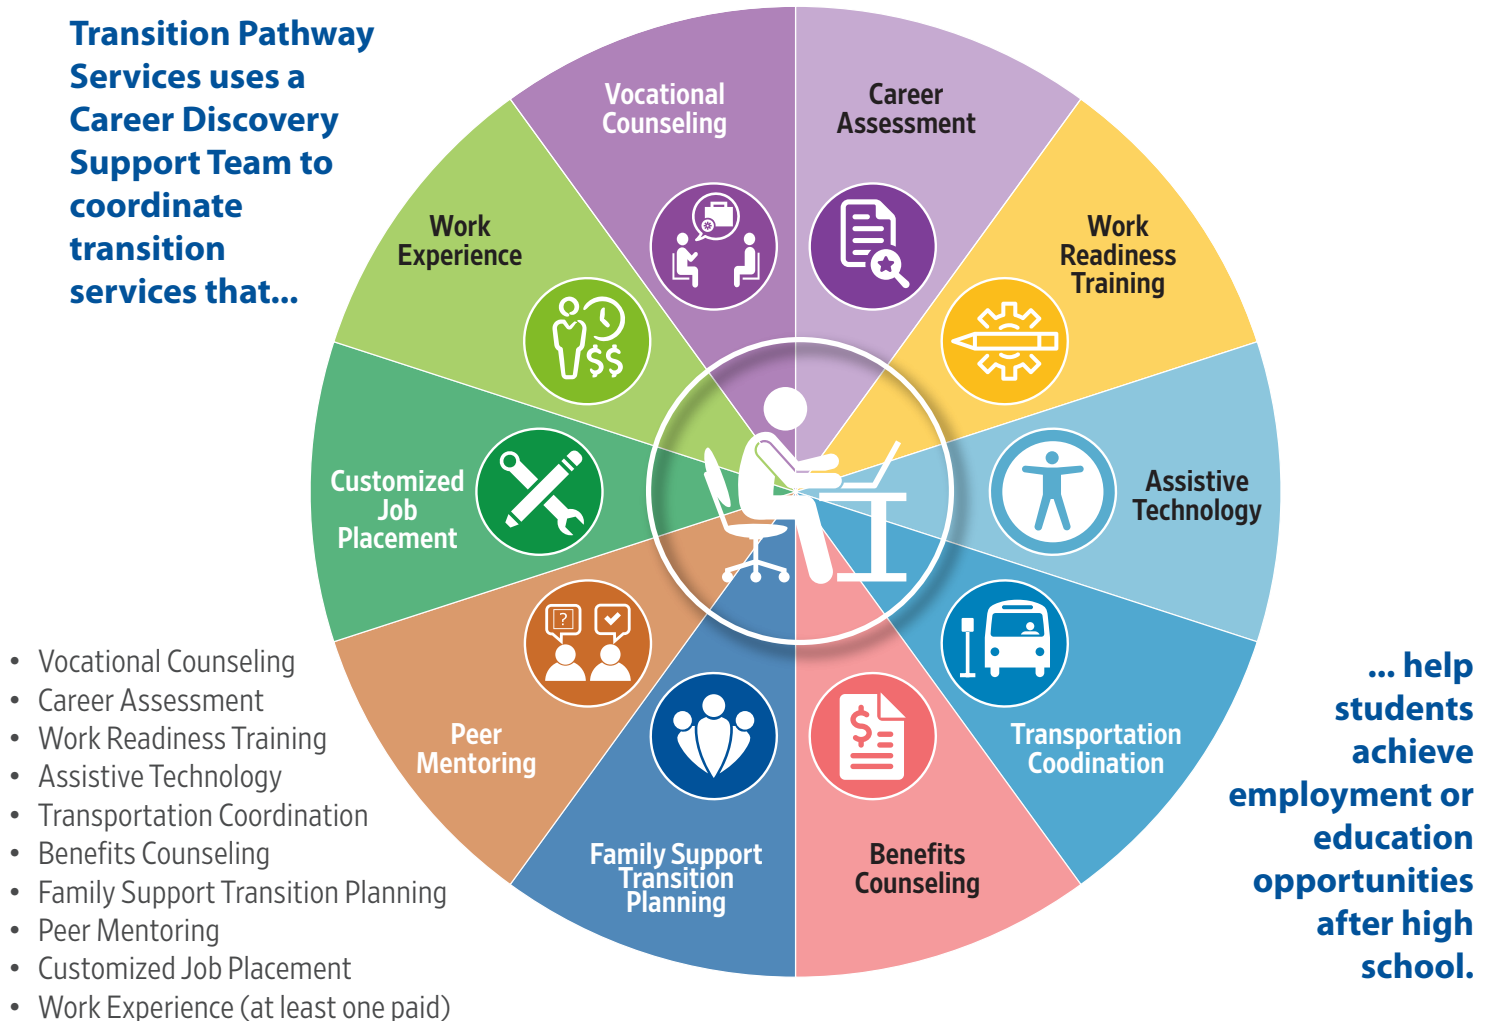 Transition Pathway
Services uses a
Career Discovery
Support Team to
coordinate
transition
services that...
Vocational
Counseling
Career
Assessment
Work
Readiness
Training
Assistive
Technology
Transportation
Coodination
Benefits
Counseling
Family Support
Transition
Planning
Peer
Mentoring
Customized
Job
Placement
Work
Experience
$
$$
?
• Vocational Counseling
• Career Assessment
• Work Readiness Training
• Assistive Technology
• Transportation Coordination
• Benefits Counseling
• Family Support Transition Planning
• Peer Mentoring
• Customized Job Placement
• Work Experience (at least one paid)
... help
students
achieve
employment or
education
opportunities
after high
school.